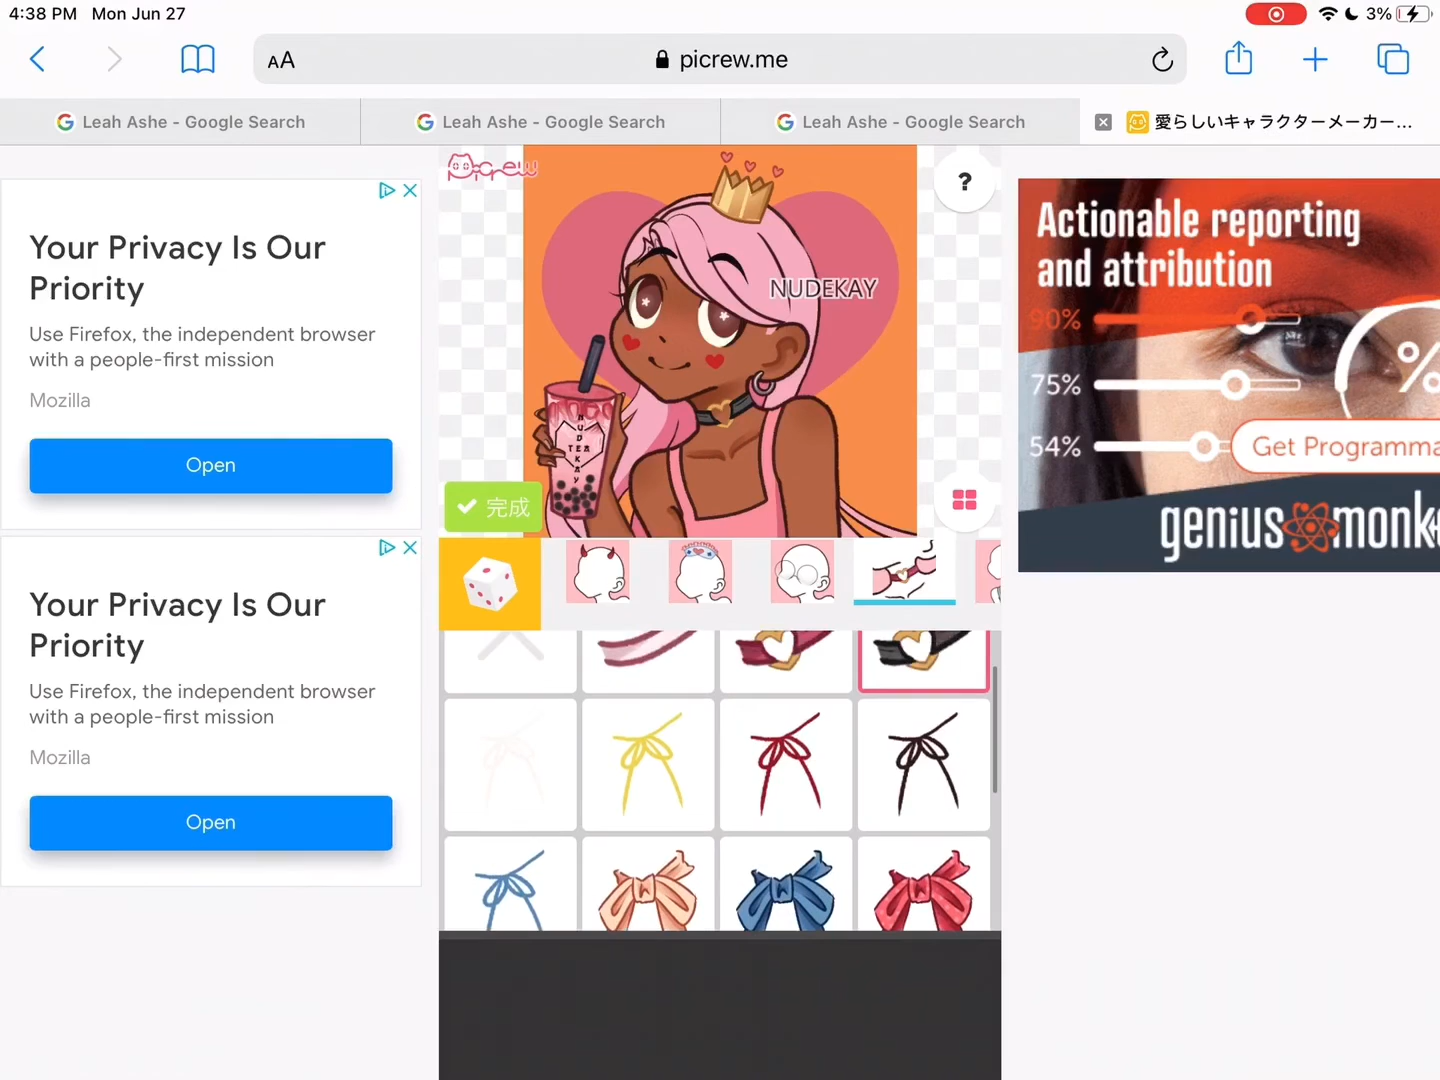 4:38 PM Mon Jun 27
3%
AA
picrew.me
Leah Ashe - Google Search
Leah Ashe - Google Search
Leah Ashe - Google Search
愛らしいキャラクターメーカー...
Picrew
?
Your Privacy Is Our
Priority
Use Firefox, the independent browser
with a people-first mission
Mozilla
Open
Your Privacy Is Our
Priority
Use Firefox, the independent browser
with a people-first mission
Mozilla
Open
NUDEKAY
完成
Actionable reporting
and attribution
90%
75%
54%
%
Get Programma
genius monk